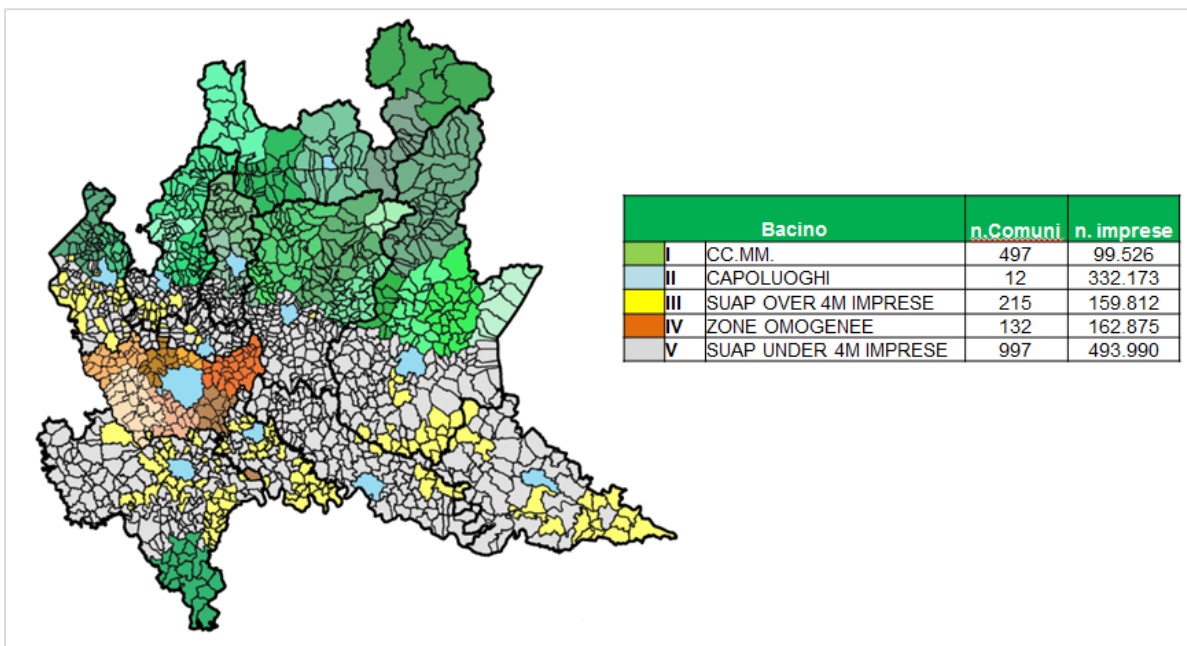 Bacino n.Comuni n. imprese
I CC.MM. 497 99.526
II CAPOLUOGHI 12 332.173
III SUAP OVER 4M IMPRESE 215 159.812
IV ZONE OMOGENEE 132 162.875
V SUAP UNDER 4M IMPRESE 997 493.990